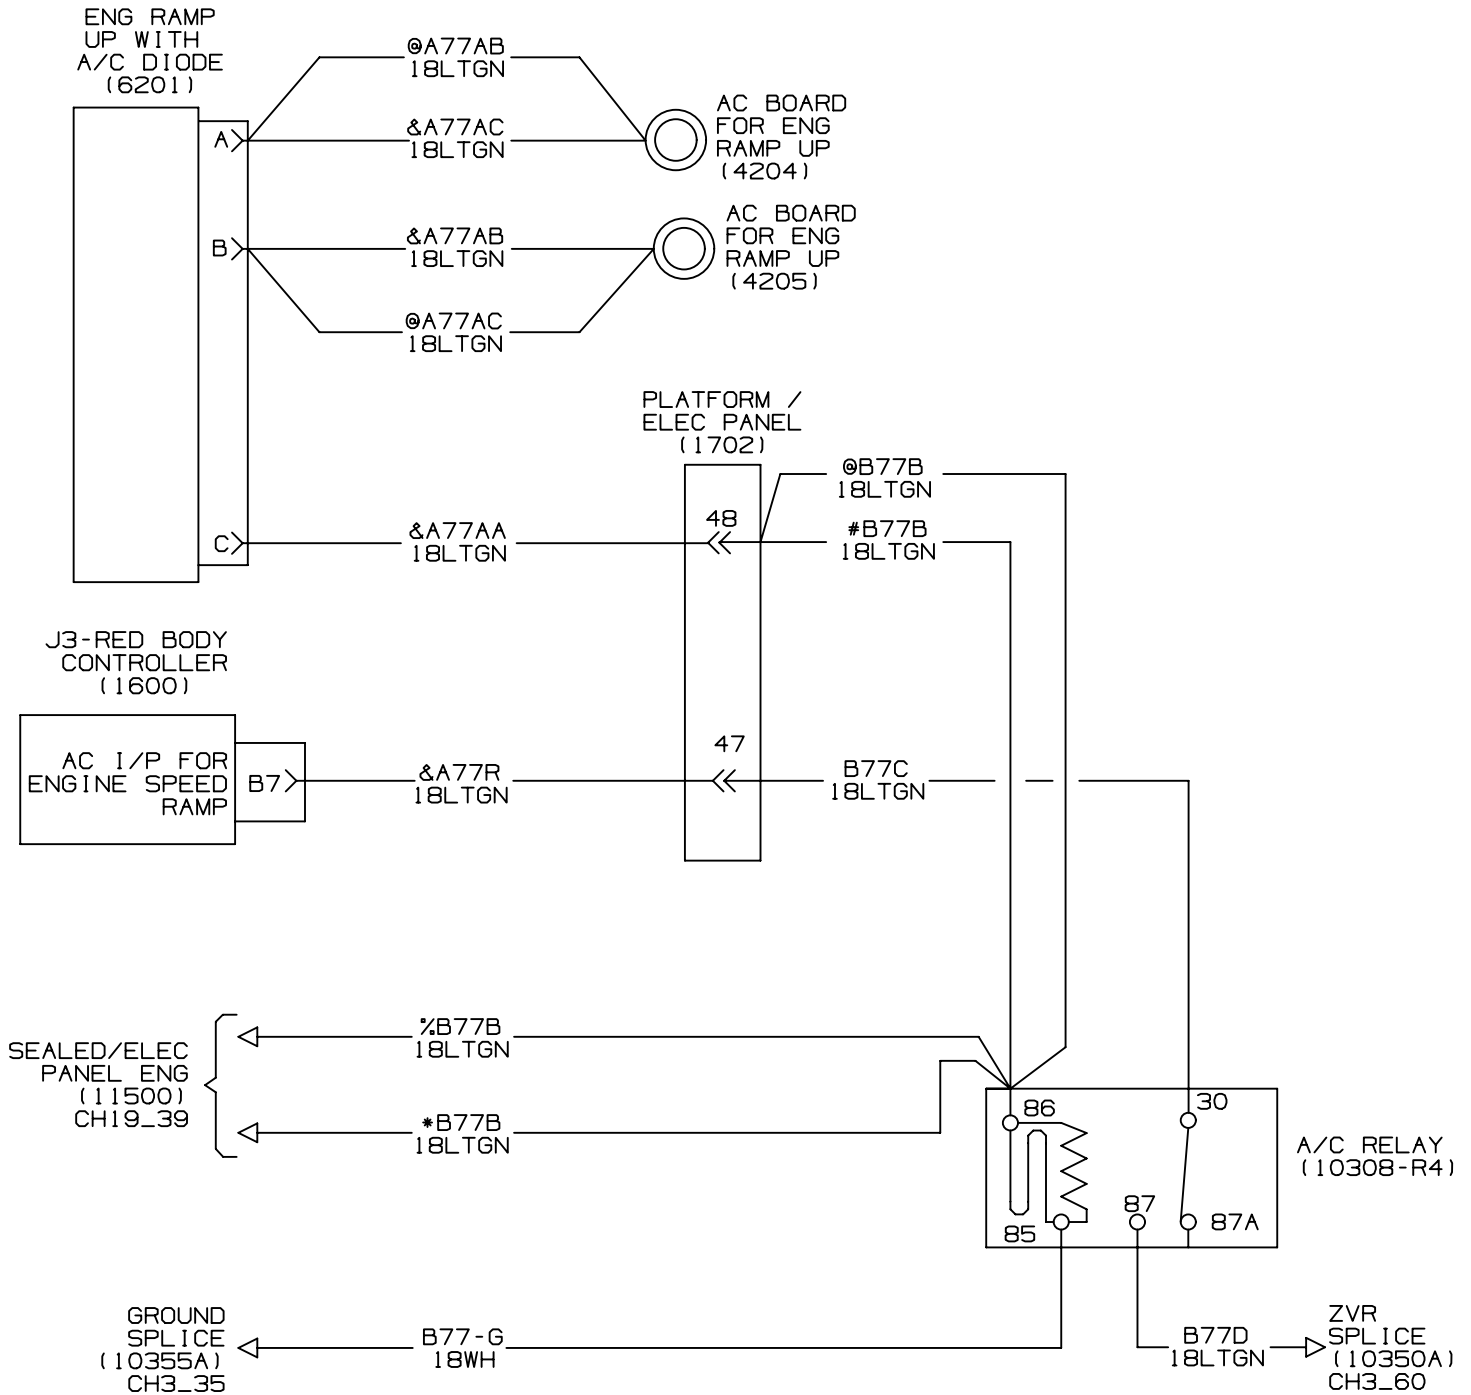 ENG RAMP
UP WITH
A/C DIODE
(6201)
@A77AB
18LTGN
A
&A77AC
18LTGN
AC BOARD
FOR ENG
RAMP UP
(4204)
B
&A77AB
18LTGN
AC BOARD
FOR ENG
RAMP UP
(4205)
@A77AC
18LTGN
PLATFORM /
ELEC PANEL
(1702)
@B77B
18LTGN
C
&A77AA
18LTGN
48
#B77B
18LTGN
J3-RED BODY
CONTROLLER
(1600)
AC I/P FOR
ENGINE SPEED
RAMP
B7
&A77R
18LTGN
47
B77C
18LTGN
SEALED/ELEC
PANEL ENG
(11500)
CH19_39
%B77B
18LTGN
*B77B
18LTGN
86
30
85
87
87A
A/C RELAY
(10308-R4)
GROUND
SPLICE
(10355A)
CH3_35
B77-G
18WH
B77D
18LTGN
ZVR
SPLICE
(10350A)
CH3_60